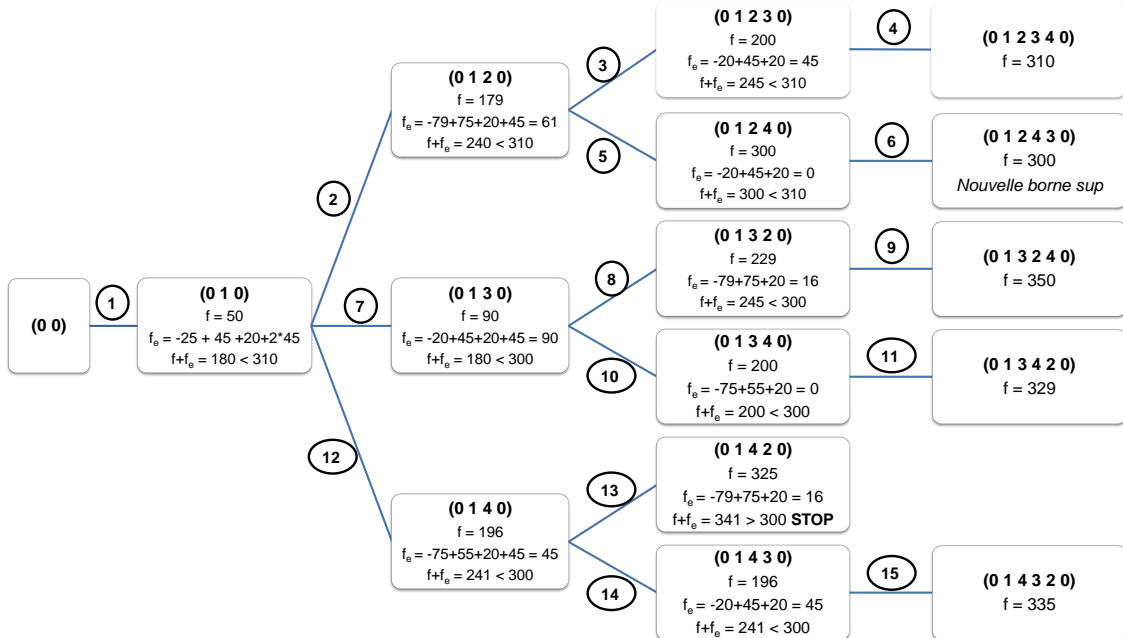 (0 0)
1
(0 1 0)
f = 50
fe = -25 + 45 +20+2*45
f+fe = 180 < 310
2
(0 1 2 0)
f = 179
fe = -79+75+20+45 = 61
f+fe = 240 < 310
3
(0 1 2 3 0)
f = 200
fe = -20+45+20 = 45
f+fe = 245 < 310
4
(0 1 2 3 4 0)
f = 310
5
(0 1 2 4 0)
f = 300
fe = -20+45+20 = 0
f+fe = 300 < 310
6
(0 1 2 4 3 0)
f = 300
Nouvelle borne sup
7
(0 1 3 0)
f = 90
fe = -20+45+20+45 = 90
f+fe = 180 < 300
8
(0 1 3 2 0)
f = 229
fe = -79+75+20 = 16
f+fe = 245 < 300
9
(0 1 3 2 4 0)
f = 350
10
(0 1 3 4 0)
f = 200
fe = -75+55+20 = 0
f+fe = 200 < 300
11
(0 1 3 4 2 0)
f = 329
12
(0 1 4 0)
f = 196
fe = -75+55+20+45 = 45
f+fe = 241 < 300
13
(0 1 4 2 0)
f = 325
fe = -79+75+20 = 16
f+fe = 341 > 300 STOP
14
(0 1 4 3 0)
f = 196
fe = -20+45+20 = 45
f+fe = 241 < 300
15
(0 1 4 3 2 0)
f = 335